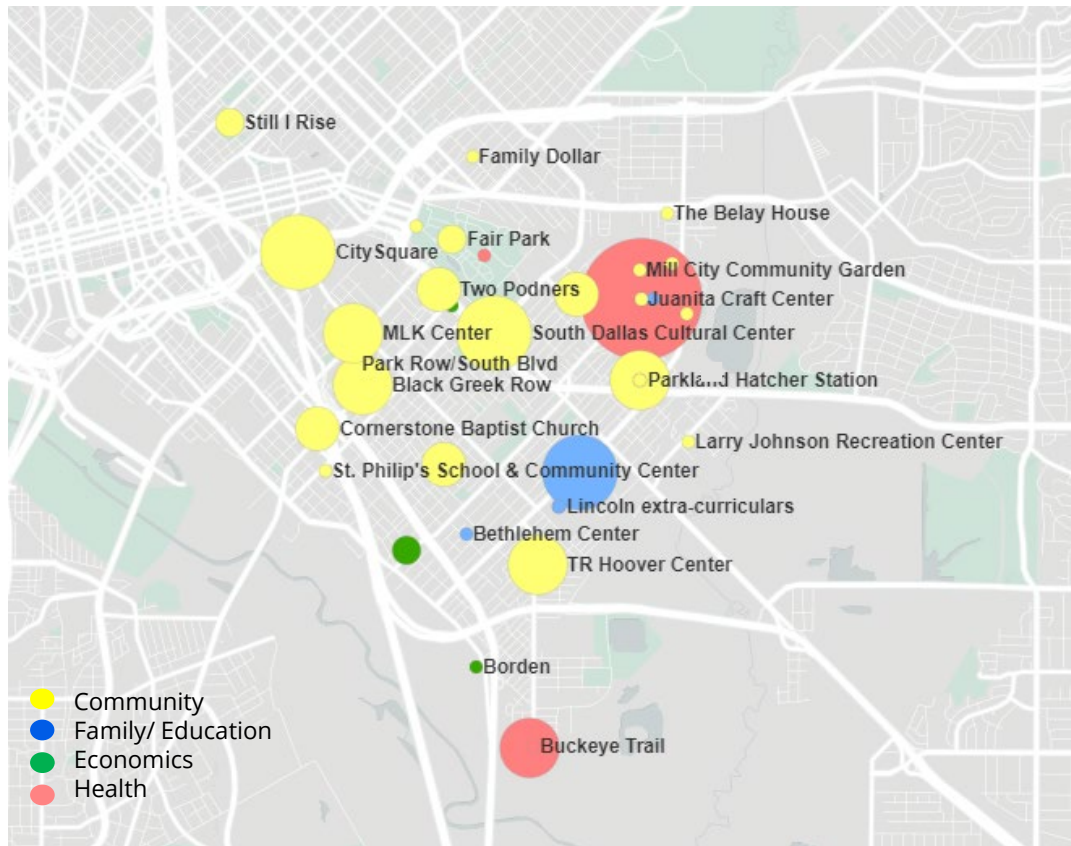 Still I Rise
Family Dollar
The Belay House
Fair Park
CitySquare
Mill City Community Garden
Two Podners
Juanita Craft Center
MLK Center
South Dallas Cultural Center
Park Row/South Blvd
Black Greek Row
Hatcher Station
Cornerstone Baptist Church
Larry Johnson Recreation Center
St. Philip's School & Community Center
Lincoln extra-curriculars
Bethlehem Center
TR Hoover Center
Borden
Buckeye Trail
Community
Family/ Education
Economics
Health